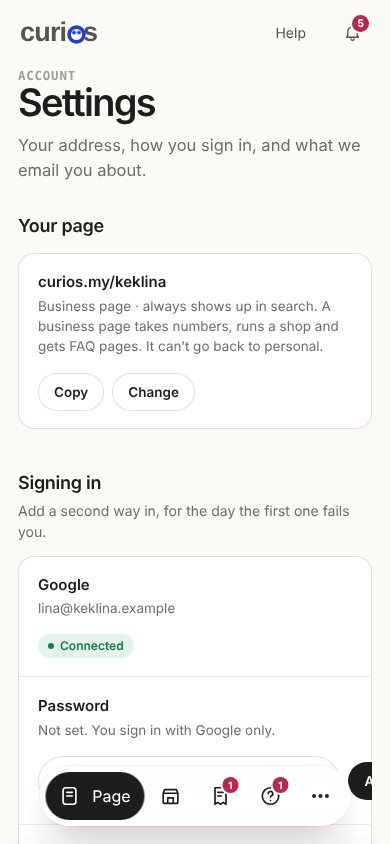 curios
Help
5
ACCOUNT
Settings
Your address, how you sign in, and what we
email you about.
Your page
curios.my/keklina
Business page · always shows up in search. A
business page takes numbers, runs a shop and
gets FAQ pages. It can’t go back to personal.
Copy
Change
Signing in
Add a second way in, for the day the first one fails
you.
Google
lina@keklina.example
Connected
Password
Not set. You sign in with Google only.
Page
1
1